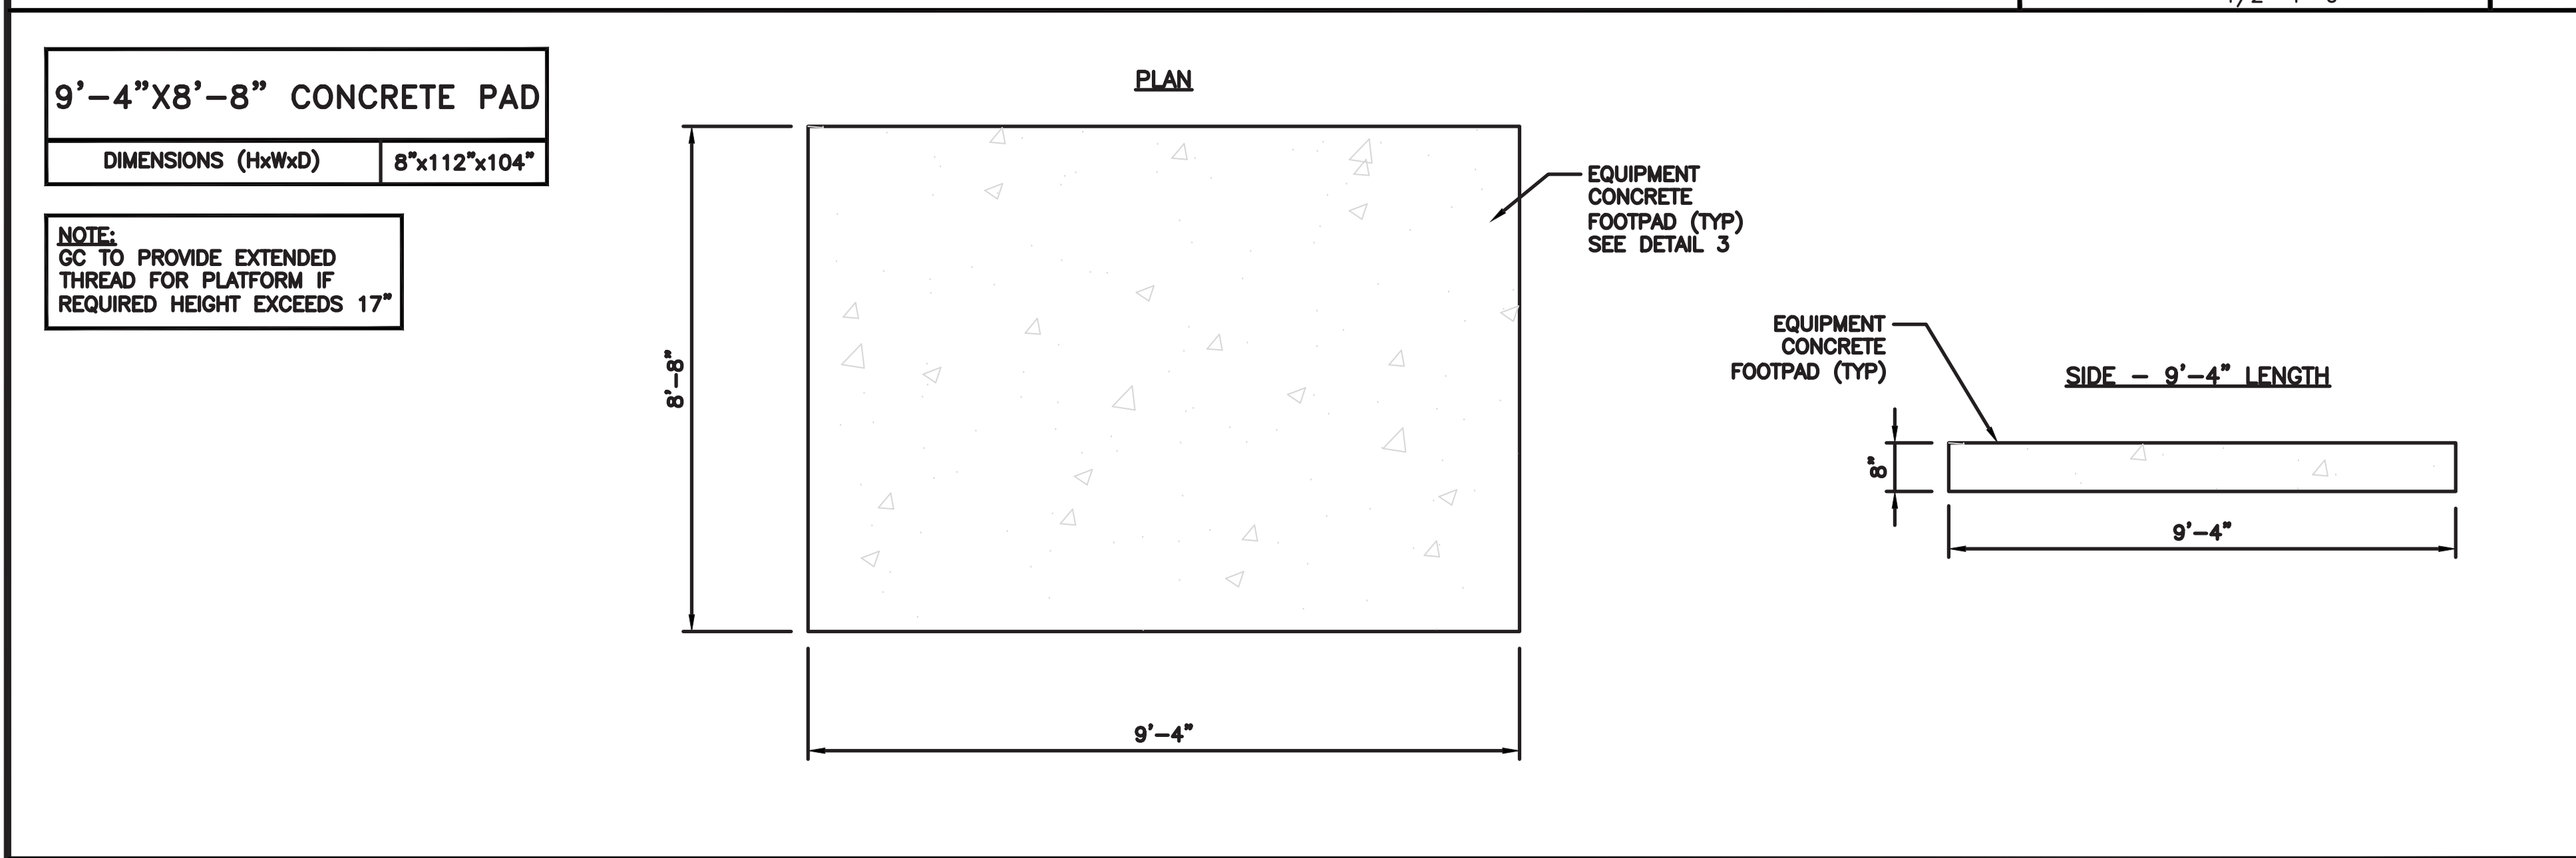 9'-4"X8'-8" CONCRETE PAD
DIMENSIONS (HxWxD) 8"x112"x104"
NOTE:
GC TO PROVIDE EXTENDED
THREAD FOR PLATFORM IF
REQUIRED HEIGHT EXCEEDS 17"
PLAN
8'-8"
9'-4"
EQUIPMENT
CONCRETE
FOOTPAD (TYP)
SEE DETAIL 3
EQUIPMENT
CONCRETE
FOOTPAD (TYP)
SIDE - 9'-4" LENGTH
8"
9'-4"